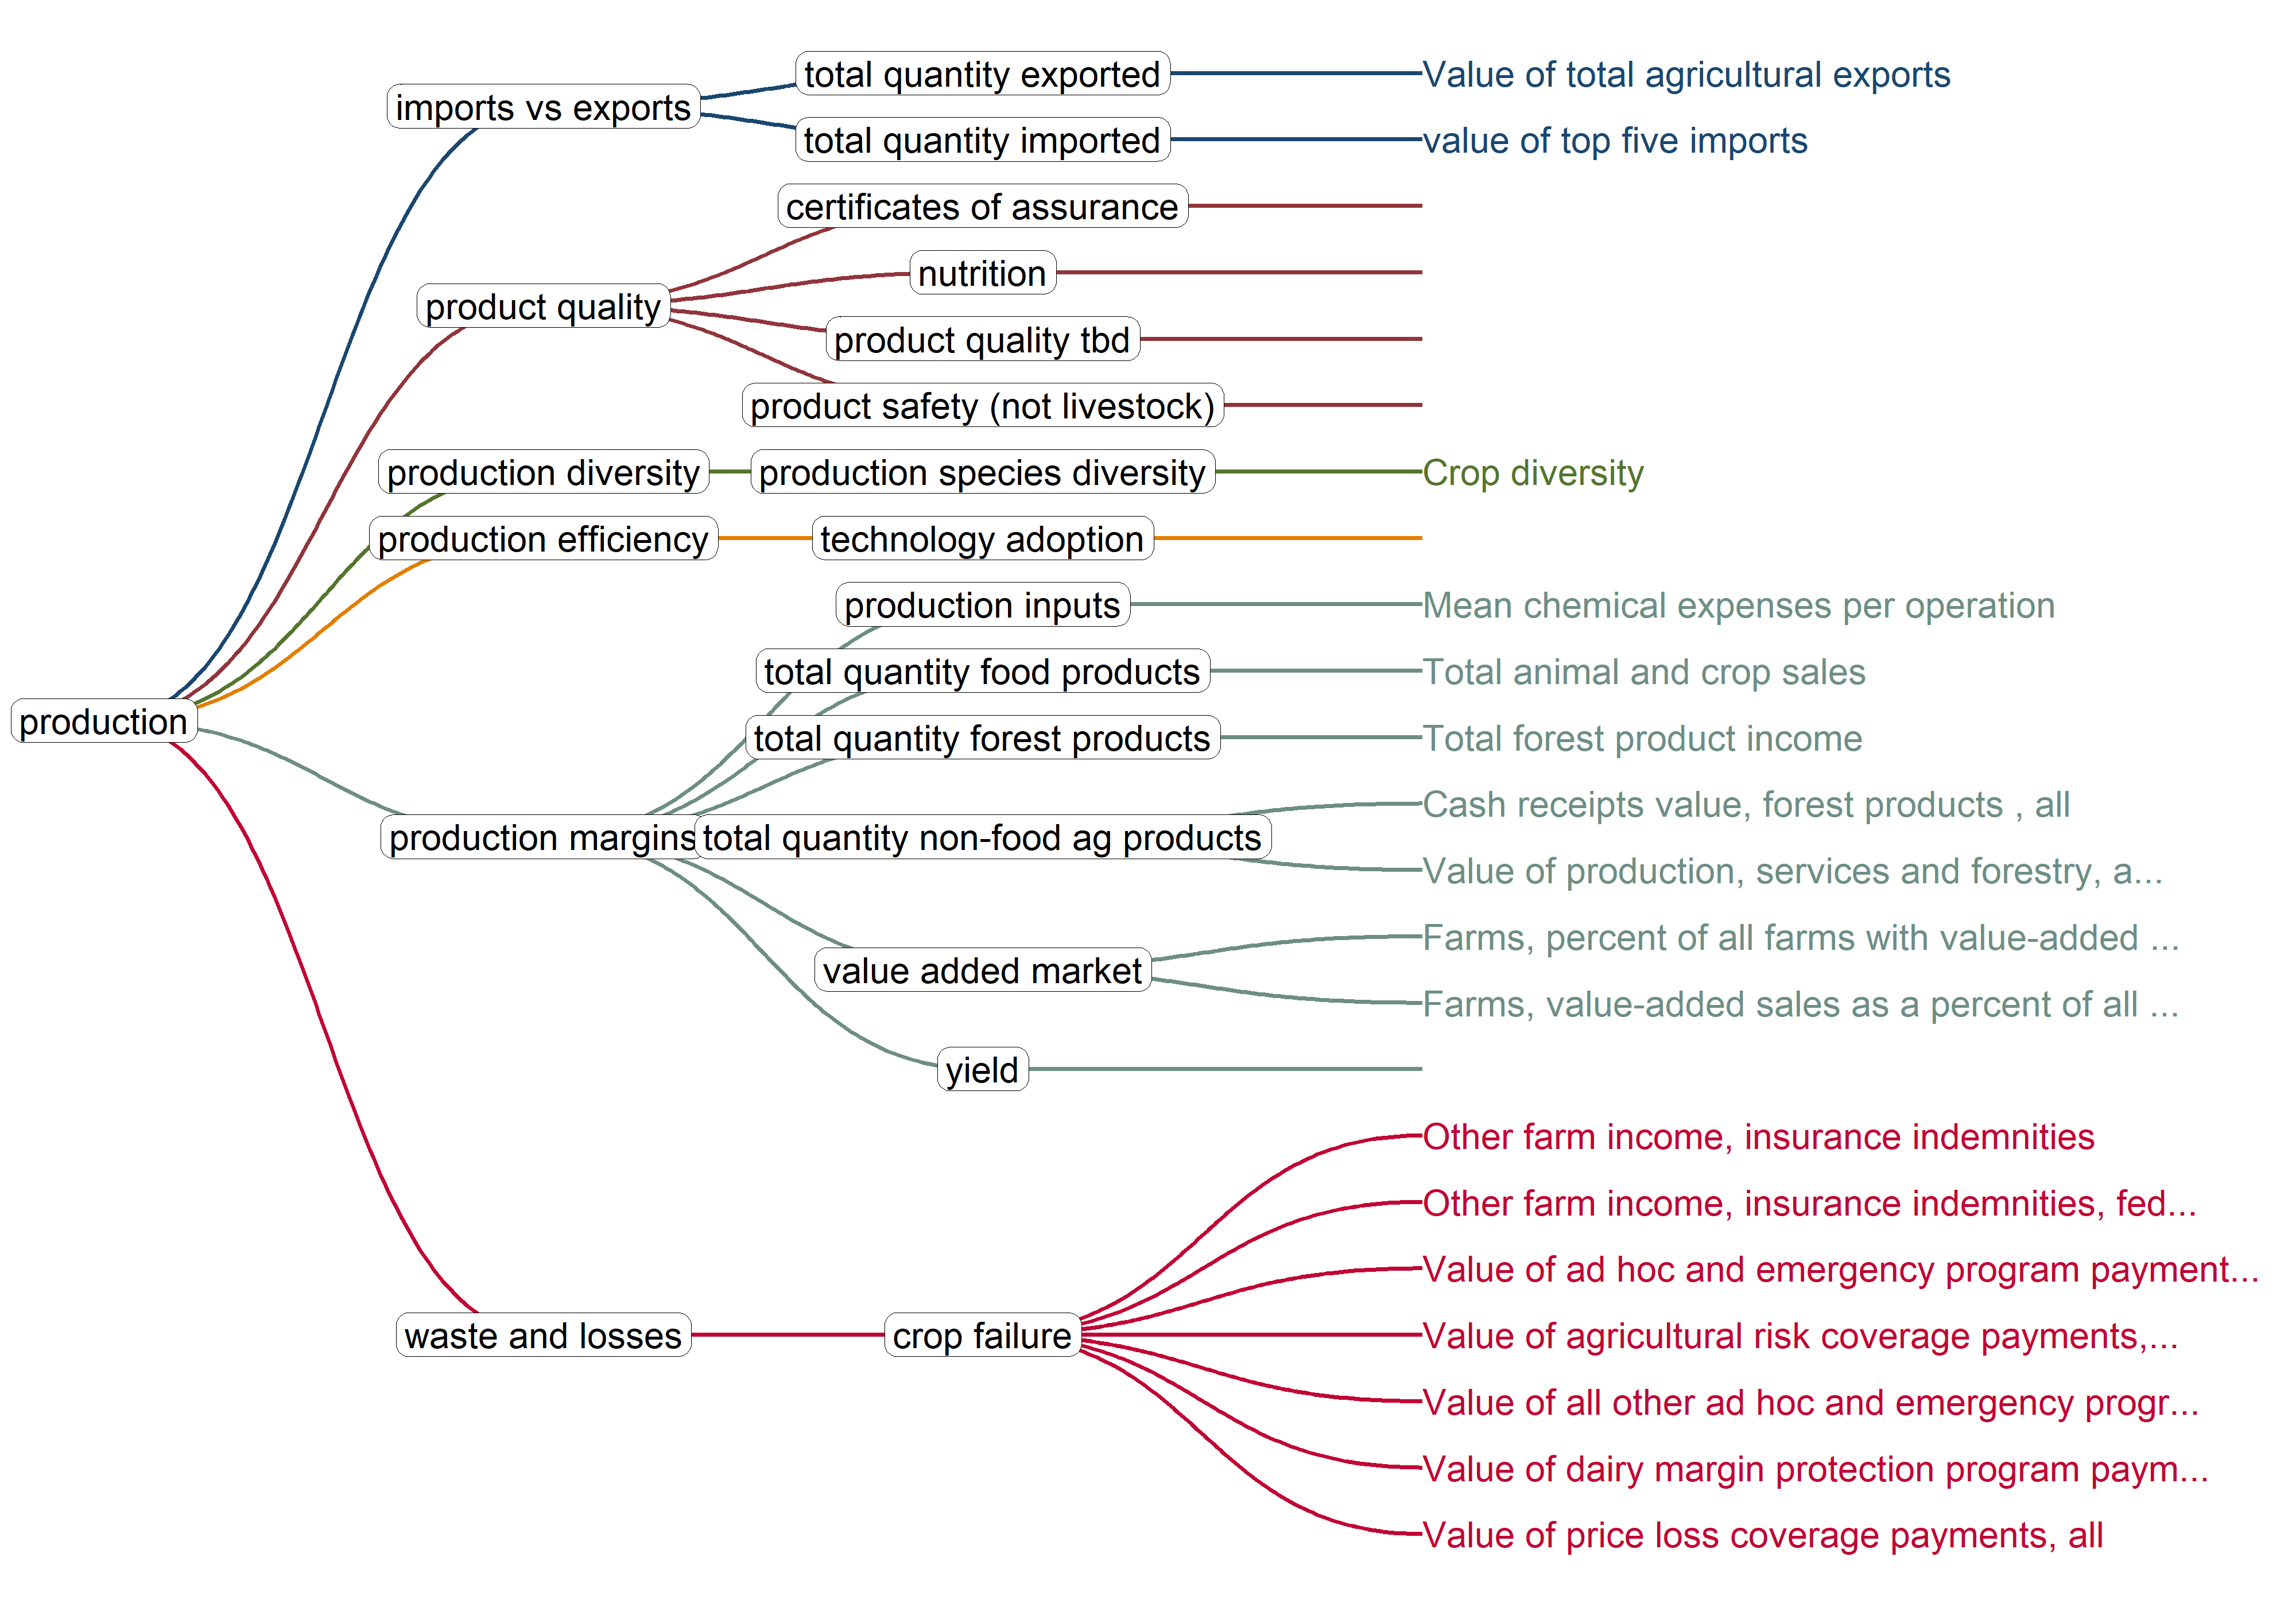 total quantity exported
Value of total agricultural exports
imports vs exports
total quantity imported
value of top five imports
certificates of assurance
nutrition
product quality
product quality tbd
product safety (not livestock)
production diversity
production species diversity
Crop diversity
production efficiency
technology adoption
production inputs
Mean chemical expenses per operation
total quantity food products
Total animal and crop sales
production
total quantity forest products
Total forest product income
Cash receipts value, forest products , all
production margins
total quantity non-food ag products
Value of production, services and forestry, a...
Farms, percent of all farms with value-added ...
value added market
Farms, value-added sales as a percent of all ...
yield
Other farm income, insurance indemnities
Other farm income, insurance indemnities, fed...
Value of ad hoc and emergency program payment...
waste and losses
crop failure
Value of agricultural risk coverage payments,...
Value of all other ad hoc and emergency progr...
Value of dairy margin protection program paym...
Value of price loss coverage payments, all